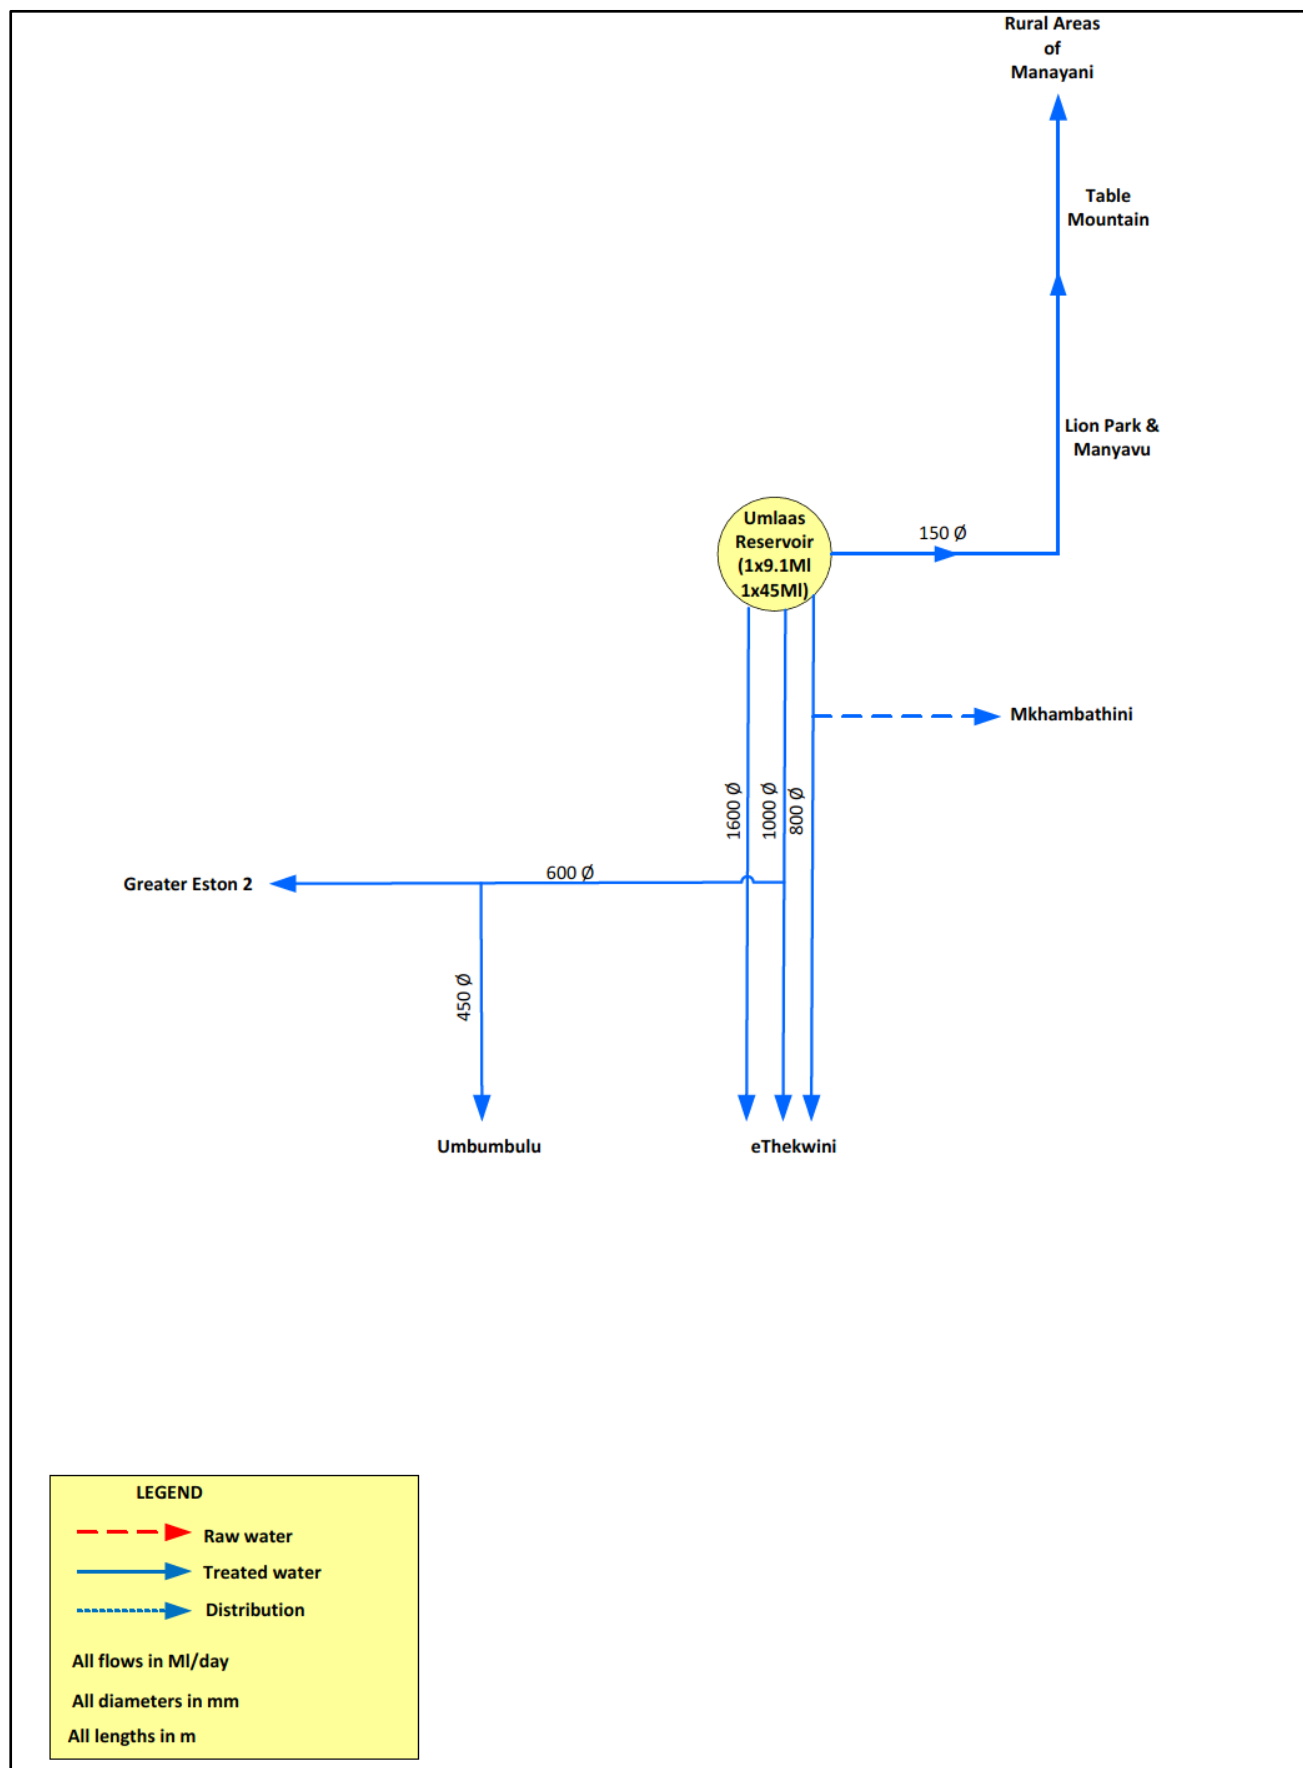 Rural Areas
of
Manayani
Table
Mountain
Lion Park &
Manyavu
Umlaas
Reservoir
(1x9.1Ml
1x45Ml)
150 Ø
Mkhambathini
1600 Ø
1000 Ø
800 Ø
600 Ø
Greater Eston 2
450 Ø
Umbumbulu
eThekwini
LEGEND
Raw water
Treated water
Distribution
All flows in Ml/day
All diameters in mm
All lengths in m